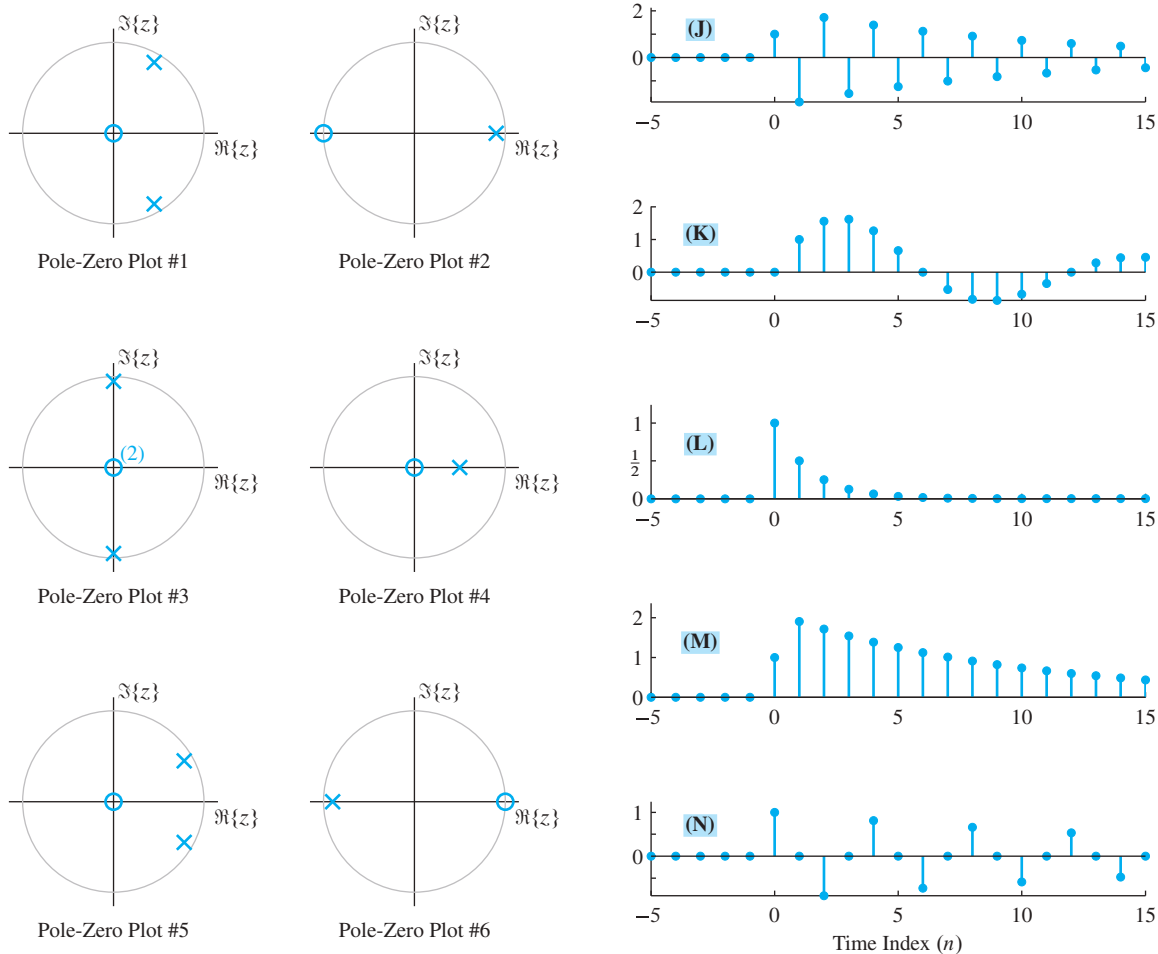 ℑ{z}
ℜ{z}
Pole-Zero Plot #1
ℑ{z}
ℜ{z}
Pole-Zero Plot #2
ℑ{z}
(2)
ℜ{z}
Pole-Zero Plot #3
ℑ{z}
ℜ{z}
Pole-Zero Plot #4
ℑ{z}
ℜ{z}
Pole-Zero Plot #5
ℑ{z}
ℜ{z}
Pole-Zero Plot #6
(J)
2
0
−5 0 5 10 15
(K)
2
1
0
−5 0 5 10 15
(L)
1
1/2
0
−5 0 5 10 15
(M)
2
1
0
−5 0 5 10 15
(N)
1
0
−5 0 5 10 15
Time Index (n)